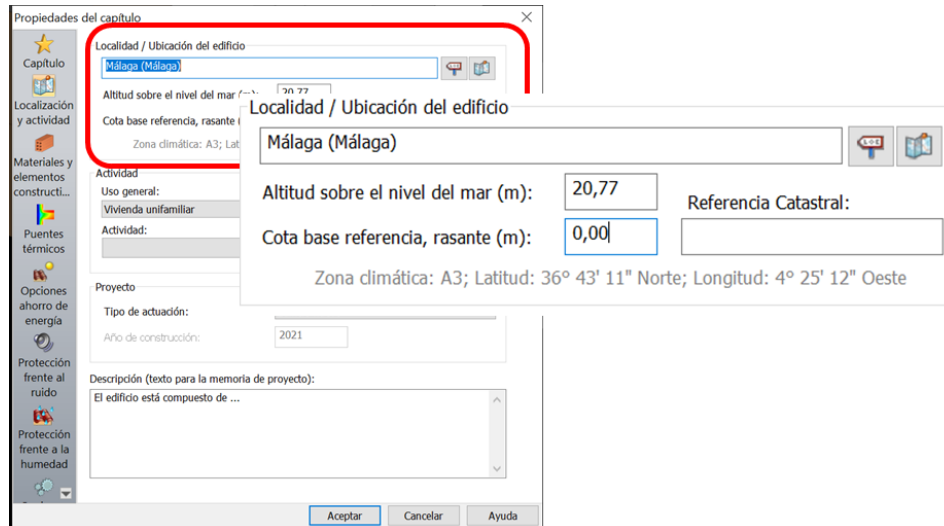 Propiedades del capítulo
Capítulo
Localización
y actividad
Materiales y
elementos
constructi...
Puentes
térmicos
Opciones
ahorro de
energía
Protección
frente al
ruido
Protección
frente a la
humedad
Localidad / Ubicación del edificio
Málaga (Málaga)
Altitud sobre el nivel del mar (m): 20,77
Cota base referencia, rasante (
Zona climática: A3; Lat
Actividad
Uso general:
Vivienda unifamiliar
Actividad:
Proyecto
Tipo de actuación:
Año de construcción: 2021
Descripción (texto para la memoria de proyecto):
El edificio está compuesto de ...
Aceptar Cancelar Ayuda
Localidad / Ubicación del edificio
Málaga (Málaga)
Altitud sobre el nivel del mar (m): 20,77
Referencia Catastral:
Cota base referencia, rasante (m): 0,00
Zona climática: A3; Latitud: 36º 43' 11" Norte; Longitud: 4º 25' 12" Oeste